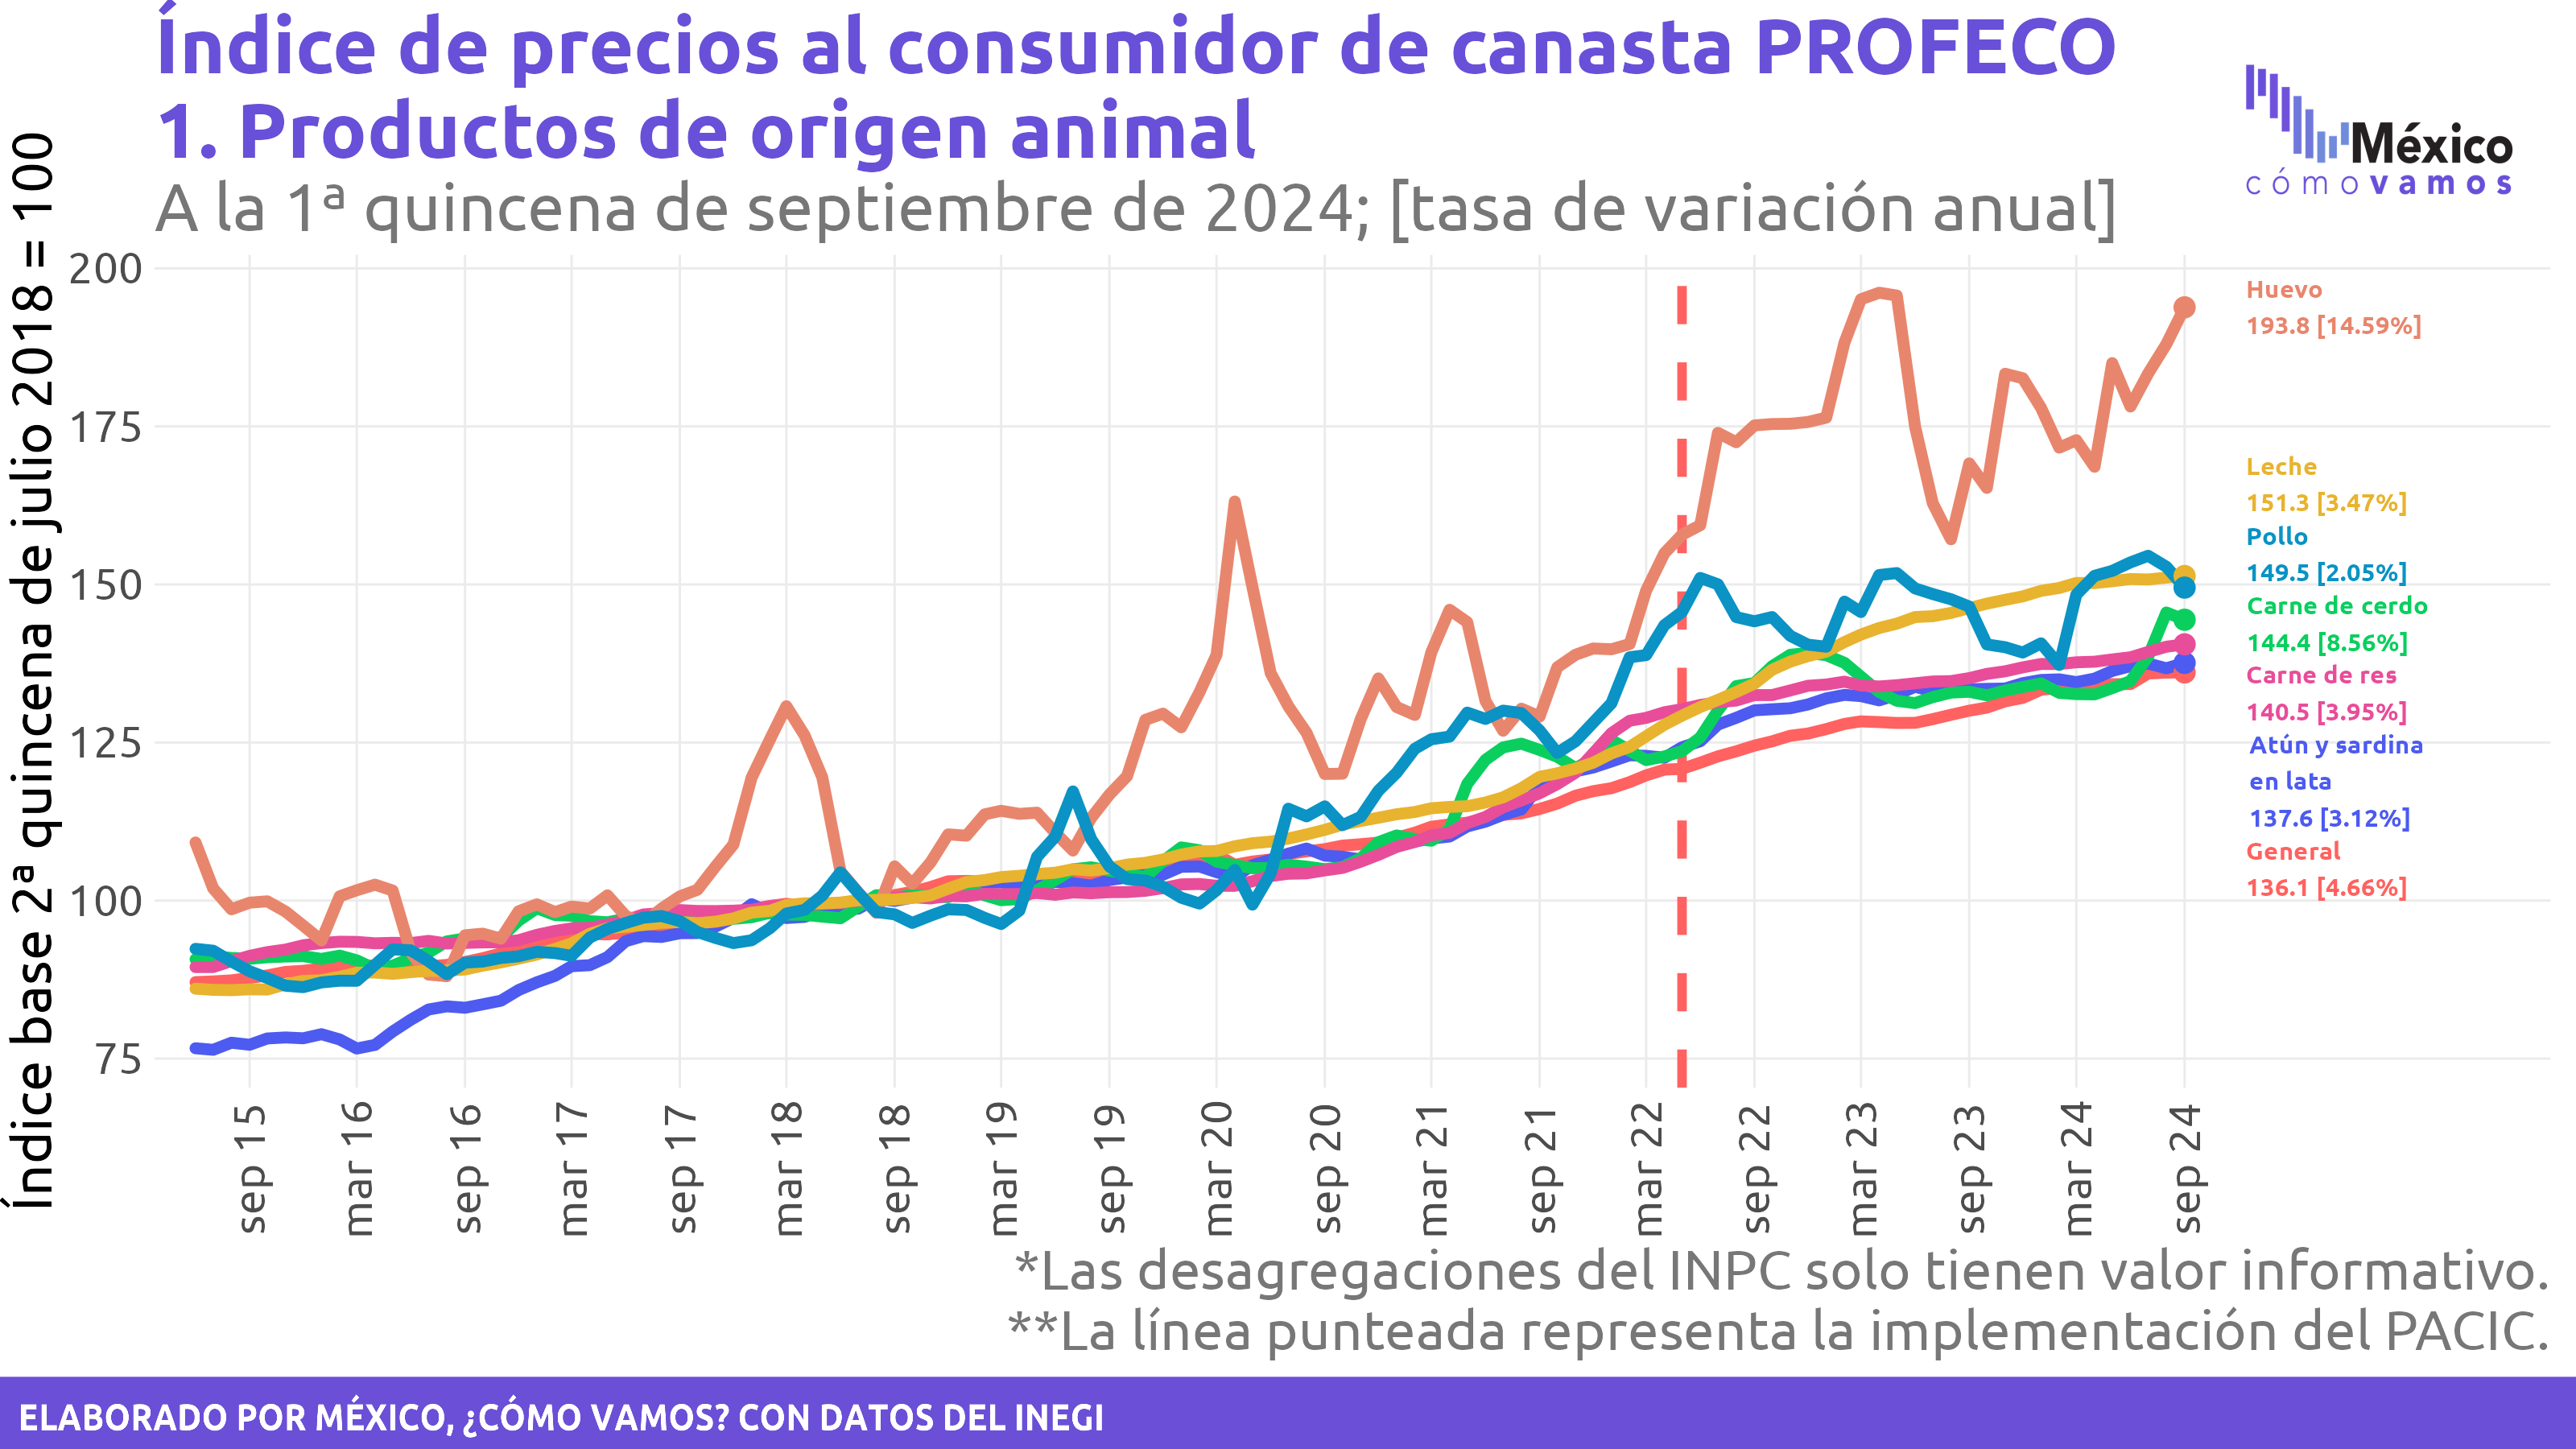 Índice de precios al consumidor de canasta PROFECO
1. Productos de origen animal
A la 1ª quincena de septiembre de 2024; [tasa de variación anual]
México
cómo vamos
Índice base 2ª quincena de julio 2018 = 100
200
175
150
125
100
75
Huevo
193.8 [14.59%]
Leche
151.3 [3.47%]
Pollo
149.5 [2.05%]
Carne de cerdo
144.4 [8.56%]
Carne de res
140.5 [3.95%]
Atún y sardina
en lata
137.6 [3.12%]
General
136.1 [4.66%]
sep 15
mar 16
sep 16
mar 17
sep 17
mar 18
sep 18
mar 19
sep 19
mar 20
sep 20
mar 21
sep 21
mar 22
sep 22
mar 23
sep 23
mar 24
sep 24
*Las desagregaciones del INPC solo tienen valor informativo.
**La línea punteada representa la implementación del PACIC.
ELABORADO POR MÉXICO, ¿CÓMO VAMOS? CON DATOS DEL INEGI